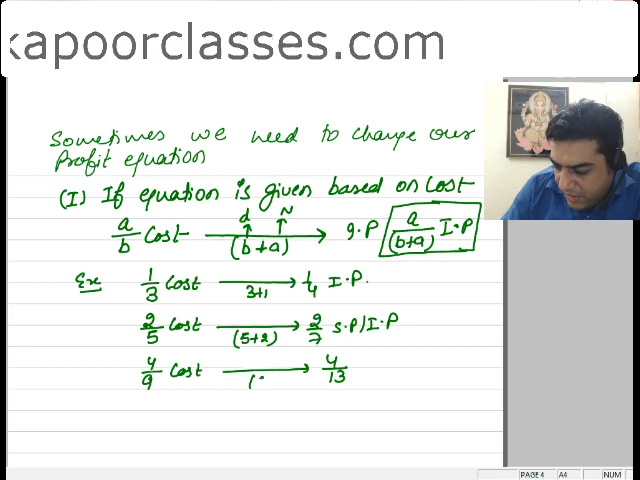 kapoorclasses.com
Sometimes we need to change our
Profit equation
(I) If equation is given based on Cost
d N
a/b Cost (b+a) I.P a/(b+a) I.P
Ex 1/3 Cost 3+1 1/4 I.P.
2/5 Cost (5+2) 2/7 S.P/I.P
4/9 Cost 4/13
PAGE 4 A4 NUM